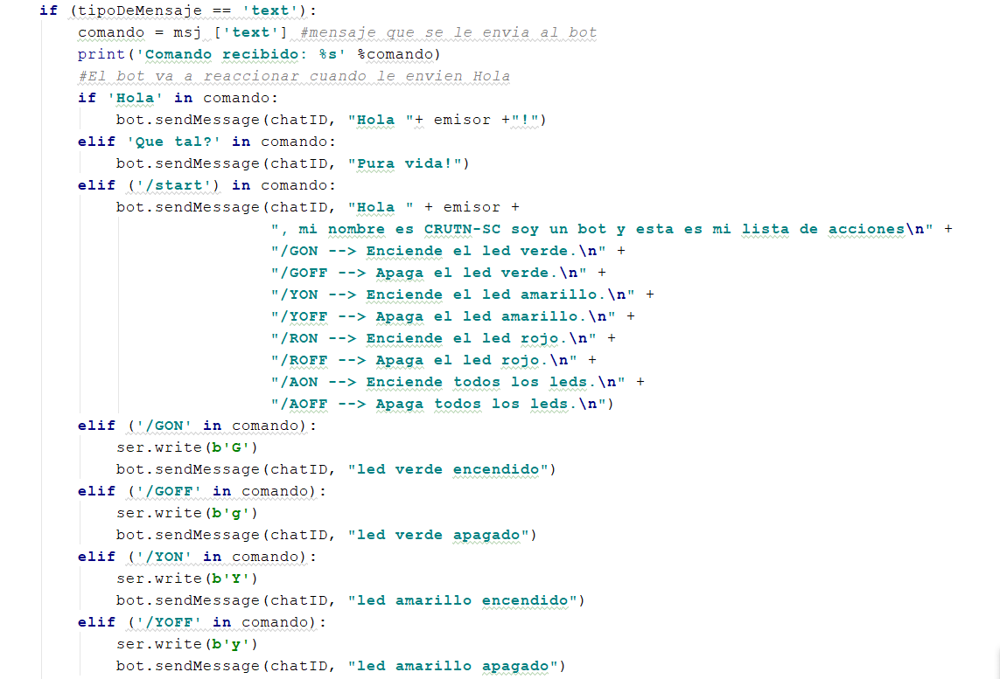 if (tipoDeMensaje == 'text'):
comando = msj ['text'] #mensaje que se le envia al bot
print('Comando recibido: %s' %comando)
#El bot va a reaccionar cuando le envien Hola
if 'Hola' in comando:
bot.sendMessage(chatID, "Hola "+ emisor +"!")
elif 'Que tal?' in comando:
bot.sendMessage(chatID, "Pura vida!")
elif ('/start') in comando:
bot.sendMessage(chatID, "Hola " + emisor +
", mi nombre es CRUTN-SC soy un bot y esta es mi lista de acciones\n" +
"/GON --> Enciende el led verde.\n" +
"/GOFF --> Apaga el led verde.\n" +
"/YON --> Enciende el led amarillo.\n" +
"/YOFF --> Apaga el led amarillo.\n" +
"/RON --> Enciende el led rojo.\n" +
"/ROFF --> Apaga el led rojo.\n" +
"/AON --> Enciende todos los leds.\n" +
"/AOFF --> Apaga todos los leds.\n")
elif ('/GON' in comando):
ser.write(b'G')
bot.sendMessage(chatID, "led verde encendido")
elif ('/GOFF' in comando):
ser.write(b'g')
bot.sendMessage(chatID, "led verde apagado")
elif ('/YON' in comando):
ser.write(b'Y')
bot.sendMessage(chatID, "led amarillo encendido")
elif ('/YOFF' in comando):
ser.write(b'y')
bot.sendMessage(chatID, "led amarillo apagado")